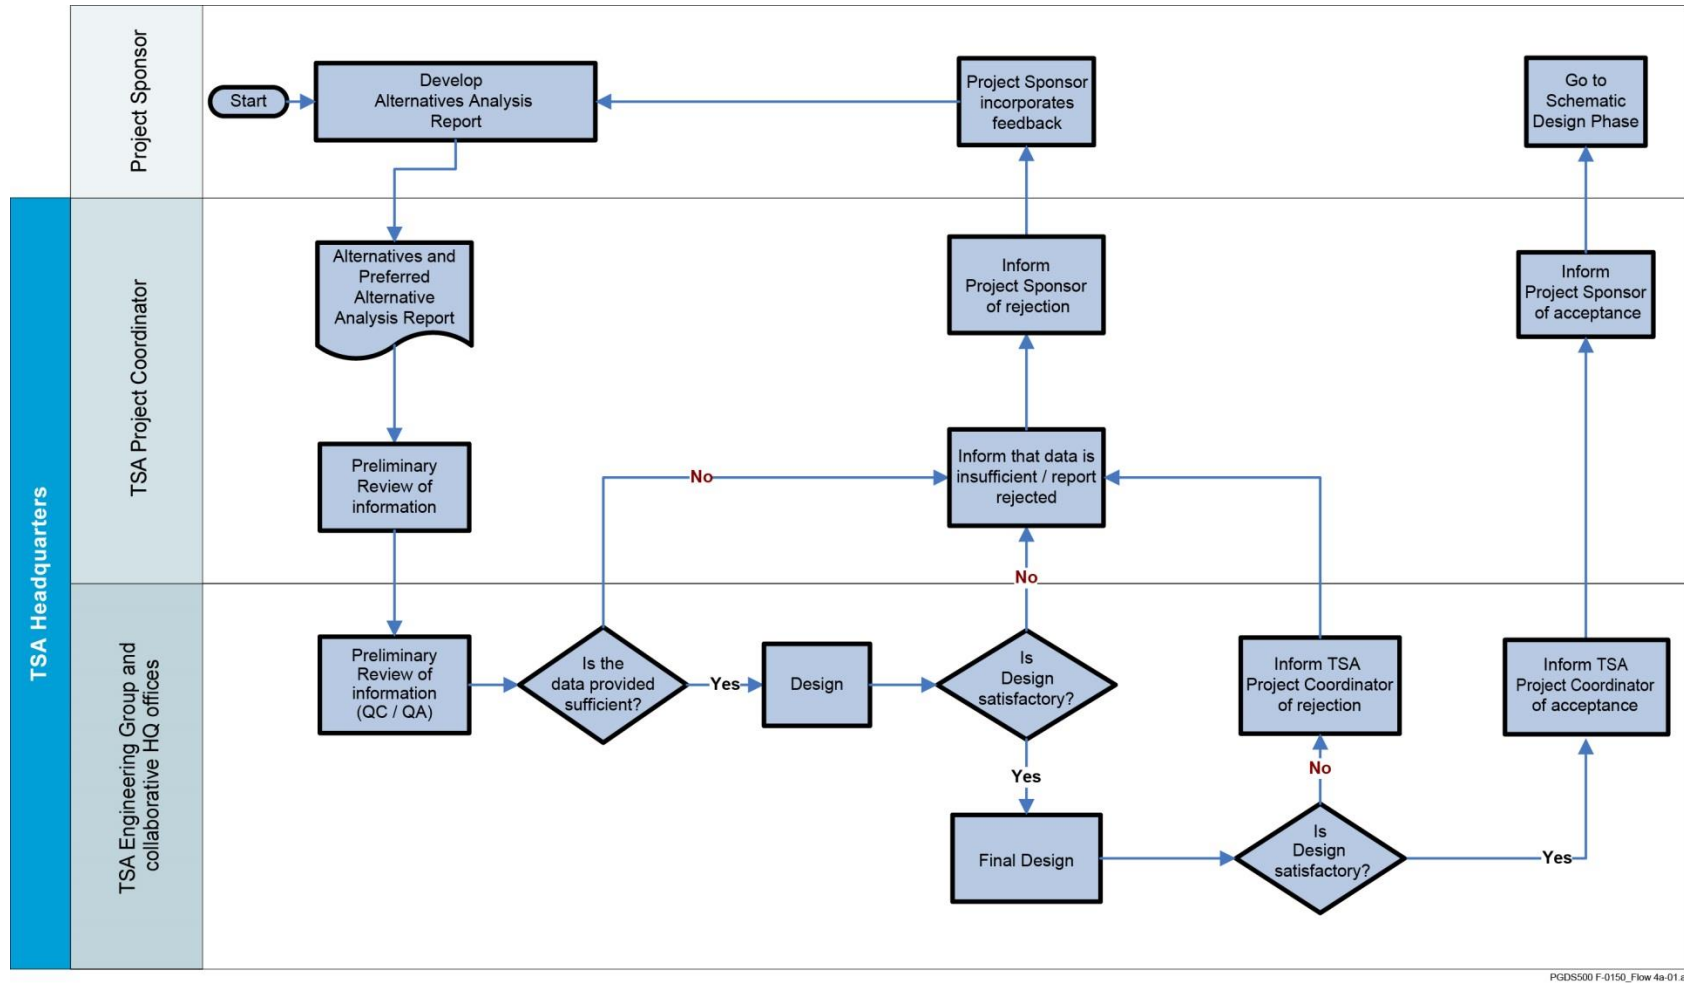 Project Sponsor
Start
Develop
Alternatives Analysis
Report
Project Sponsor
incorporates
feedback
Go to
Schematic
Design Phase
TSA Headquarters
TSA Project Coordinator
Alternatives and
Preferred
Alternative
Analysis Report
Inform
Project Sponsor
of rejection
Inform
Project Sponsor
of acceptance
Preliminary
Review of
information
No
Inform that data is
insufficient / report
rejected
No
TSA Engineering Group and
collaborative HQ offices
Preliminary
Review of
information
(QC / QA)
Is the
data provided
sufficient?
Yes
Design
Is
Design
satisfactory?
Inform TSA
Project Coordinator
of rejection
Inform TSA
Project Coordinator
of acceptance
Yes
No
Final Design
Is
Design
satisfactory?
Yes
PGDS500 F-0150_Flow 4a-01.a